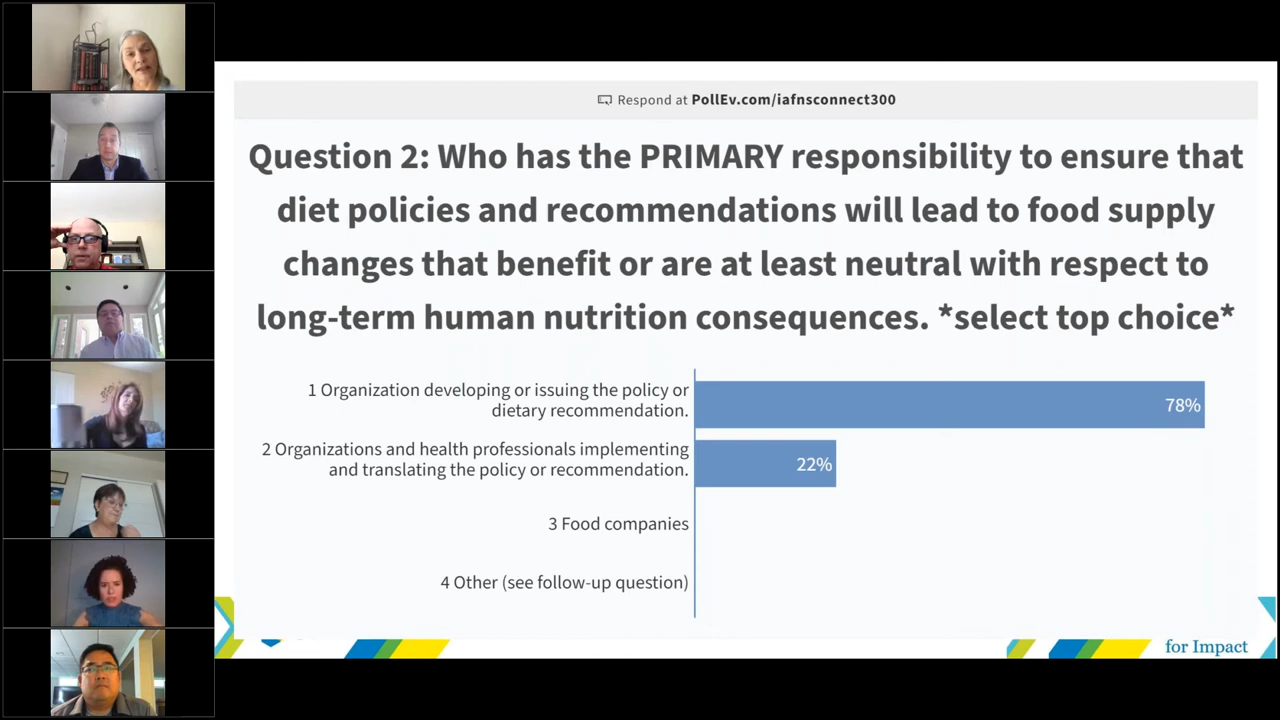 Respond at PollEv.com/iafnsconnect300
Question 2: Who has the PRIMARY responsibility to ensure that
diet policies and recommendations will lead to food supply
changes that benefit or are at least neutral with respect to
long-term human nutrition consequences. *select top choice*
1 Organization developing or issuing the policy or
dietary recommendation.
78%
2 Organizations and health professionals implementing
and translating the policy or recommendation.
22%
3 Food companies
4 Other (see follow-up question)
for Impact